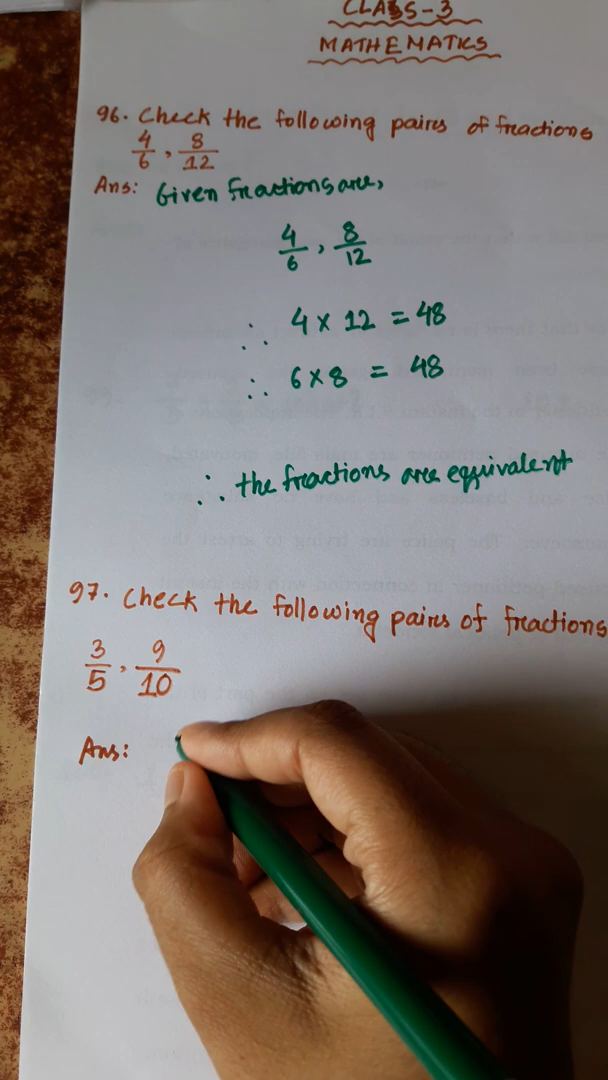 CLASS-3
MATHEMATICS
96. Check the following pairs of fractions
4/6, 8/12
Ans: Given fractions are,
4/6, 8/12
∴ 4 × 12 = 48
∴ 6 × 8 = 48
∴ the fractions are equivalent
97. Check the following pairs of fractions
3/5, 9/10
Ans: